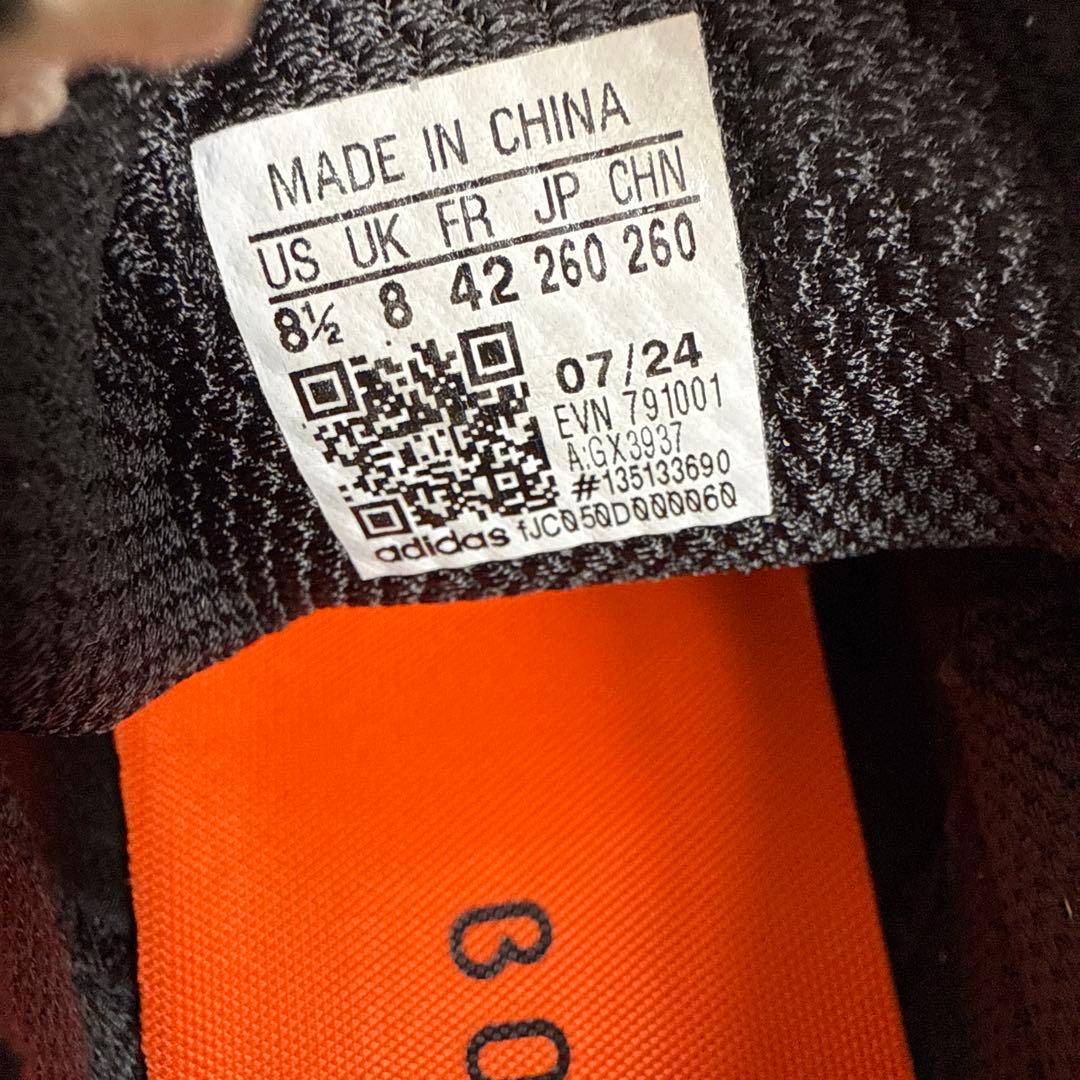 MADE IN CHINA
US UK FR JP CHN
8½ 8 42 260 260
07/24
EVN 791001
A:GX3937
#135133690
adidas fJC050D000060
BO